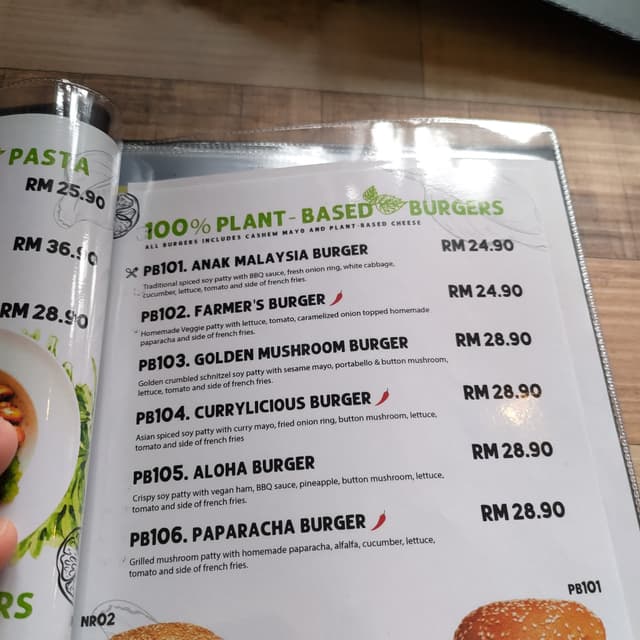 PASTA
RM 25.90
RM 36.90
RM 28.90
RS
100% PLANT-BASED BURGERS
ALL BURGERS INCLUDES CASHEW MAYO AND PLANT-BASED CHEESE
PB101. ANAK MALAYSIA BURGER RM 24.90
Traditional spiced soy patty with BBQ sauce, fresh onion ring, white cabbage,
cucumber, lettuce, tomato and side of french fries.
PB102. FARMER'S BURGER RM 24.90
Homemade Veggie patty with lettuce, tomato, caramelized onion topped homemade
paparacha and side of french fries.
PB103. GOLDEN MUSHROOM BURGER RM 28.90
Golden crumbled schnitzel soy patty with sesame mayo, portabello & button mushroom,
lettuce, tomato and side of french fries.
PB104. CURRYLICIOUS BURGER RM 28.90
Asian spiced soy patty with curry mayo, fried onion ring, button mushroom, lettuce,
tomato and side of french fries
PB105. ALOHA BURGER RM 28.90
Crispy soy patty with vegan ham, BBQ sauce, pineapple, button mushroom, lettuce,
tomato and side of french fries.
PB106. PAPARACHA BURGER RM 28.90
Grilled mushroom patty with homemade paparacha, alfalfa, cucumber, lettuce,
tomato and side of french fries.
NR02
PB101